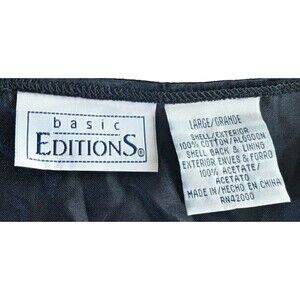 basic
EDITIONS®
LARGE/GRANDE
SHELL/EXTERIOR
100% COTTON/ALGODON
SHELL BACK & LINING
EXTERIOR ENVES & FORRO
100% ACETATE/
ACETATO
MADE IN/HECHO EN CHINA
RN42000